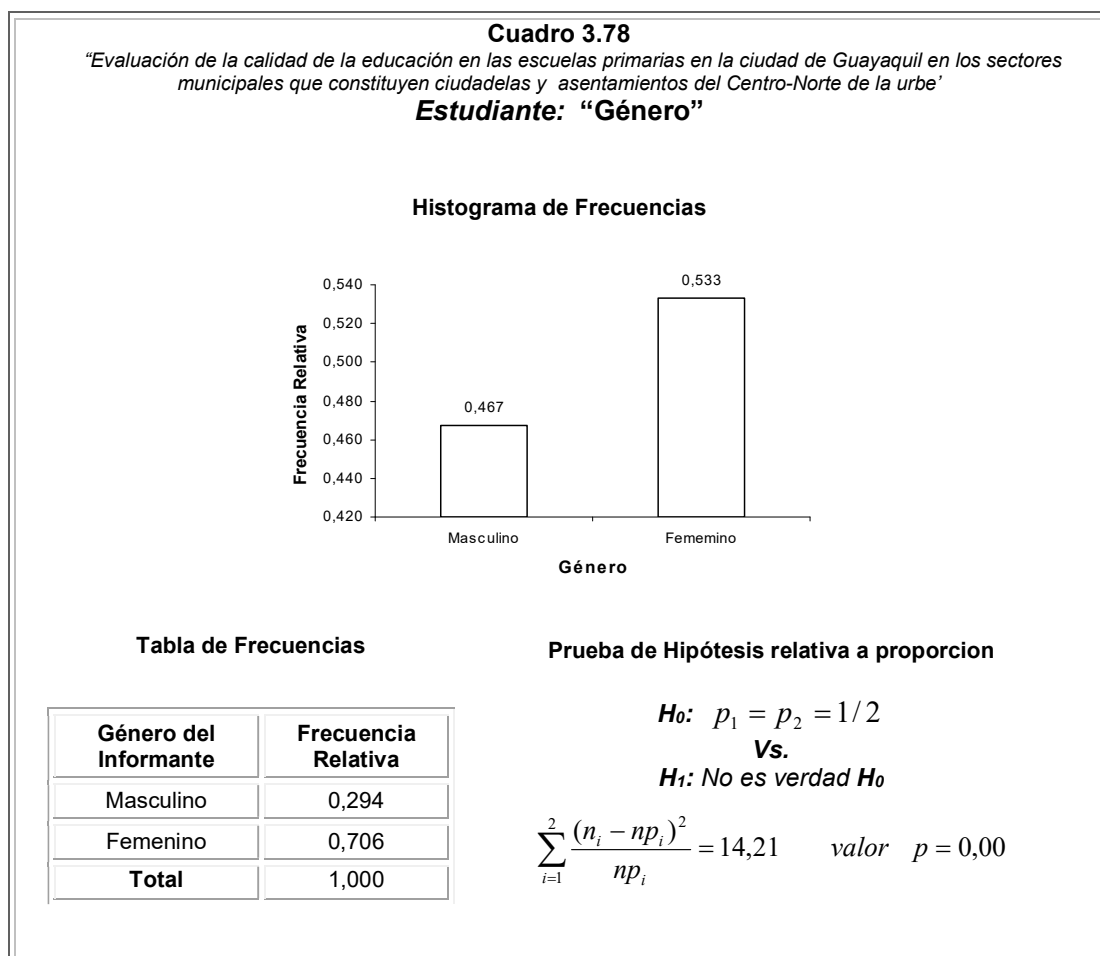 Cuadro 3.78
“Evaluación de la calidad de la educación en las escuelas primarias en la ciudad de Guayaquil en los sectores
municipales que constituyen ciudadelas y asentamientos del Centro-Norte de la urbe’
Estudiante: “Género”
Histograma de Frecuencias
Frecuencia Relativa
0,540
0,520
0,500
0,480
0,460
0,440
0,420
0,467
0,533
Masculino Fememino
Género
Tabla de Frecuencias
Género del Informante Frecuencia Relativa
Masculino 0,294
Femenino 0,706
Total 1,000
Prueba de Hipótesis relativa a proporcion
H₀: p₁ = p₂ = 1/2
Vs.
H₁: No es verdad H₀
∑_{i=1}^{2} (n_i − np_i)² / np_i = 14,21 valor p = 0,00